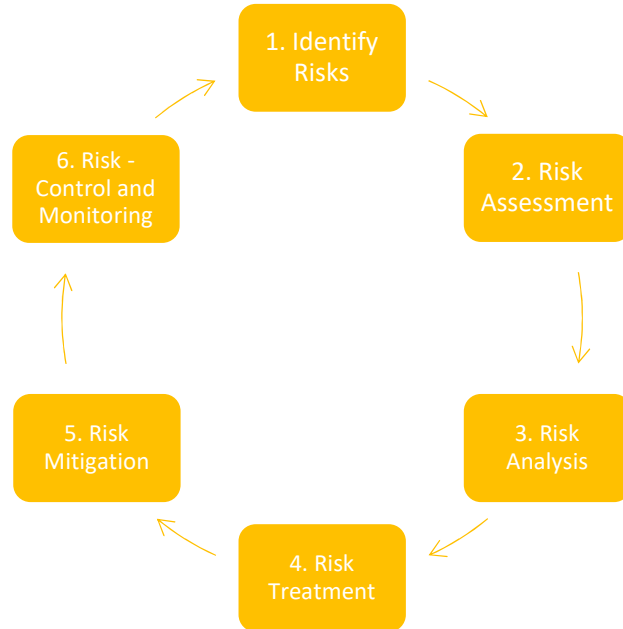 1. Identify
Risks
2. Risk
Assessment
3. Risk
Analysis
4. Risk
Treatment
5. Risk
Mitigation
6. Risk -
Control and
Monitoring